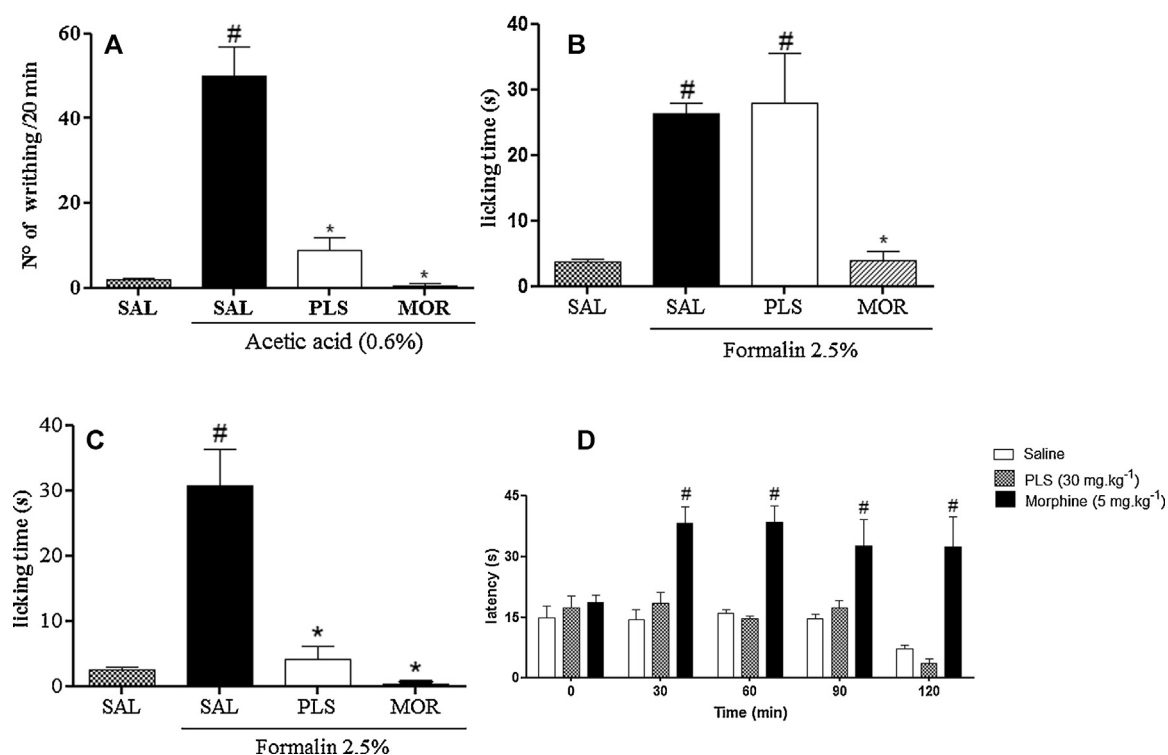 A
N° of writhing /20 min
60
40
20
0
#
*
*
SAL SAL PLS MOR
Acetic acid (0.6%)
B
licking time (s)
40
30
20
10
0
#
#
*
SAL SAL PLS MOR
Formalin 2.5%
C
licking time (s)
40
30
20
10
0
#
*
*
SAL SAL PLS MOR
Formalin 2.5%
D
Saline
PLS (30 mg.kg⁻¹)
Morphine (5 mg.kg⁻¹)
latency (s)
45
30
15
0
# # # #
0 30 60 90 120
Time (min)